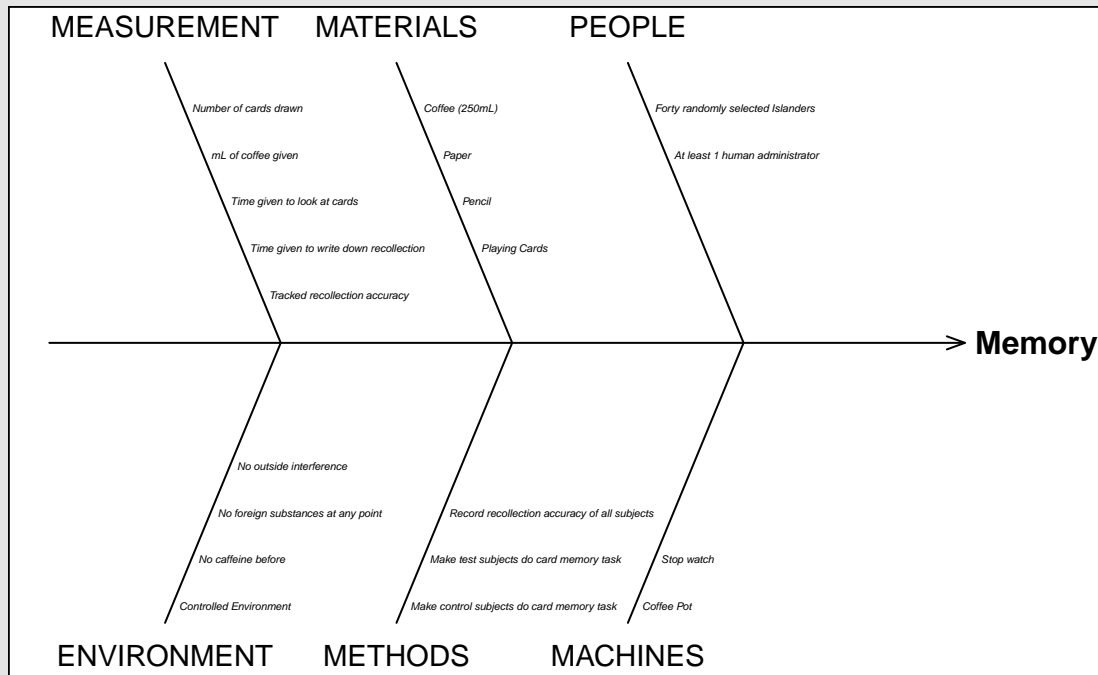 MEASUREMENT
MATERIALS
PEOPLE
Number of cards drawn
mL of coffee given
Time given to look at cards
Time given to write down recollection
Tracked recollection accuracy
Coffee (250mL)
Paper
Pencil
Playing Cards
Forty randomly selected Islanders
At least 1 human administrator
Memory
No outside interference
No foreign substances at any point
No caffeine before
Controlled Environment
Record recollection accuracy of all subjects
Make test subjects do card memory task
Make control subjects do card memory task
Stop watch
Coffee Pot
ENVIRONMENT
METHODS
MACHINES